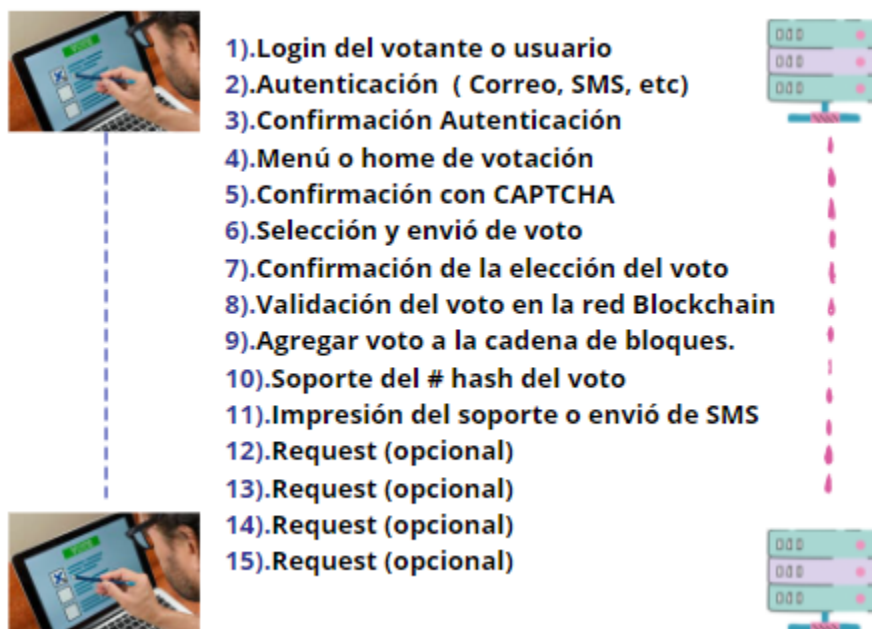 VOTE
1).Login del votante o usuario
2).Autenticación ( Correo, SMS, etc)
3).Confirmación Autenticación
4).Menú o home de votación
5).Confirmación con CAPTCHA
6).Selección y envió de voto
7).Confirmación de la elección del voto
8).Validación del voto en la red Blockchain
9).Agregar voto a la cadena de bloques.
10).Soporte del # hash del voto
11).Impresión del soporte o envió de SMS
12).Request (opcional)
13).Request (opcional)
14).Request (opcional)
15).Request (opcional)
VOTE